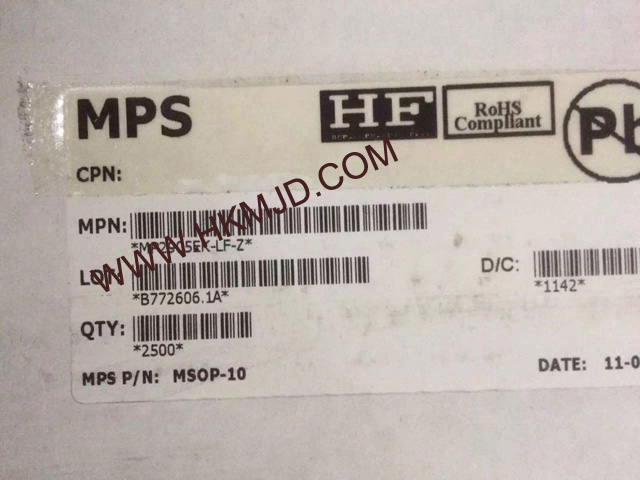 MPS
HF
RoHS
Compliant
Pb
CPN:
WWW.HKMJD.COM
MPN:
LOT:
*B772606.1A*
D/C:
*1142*
QTY:
*2500*
MPS P/N: MSOP-10
DATE: 11-0